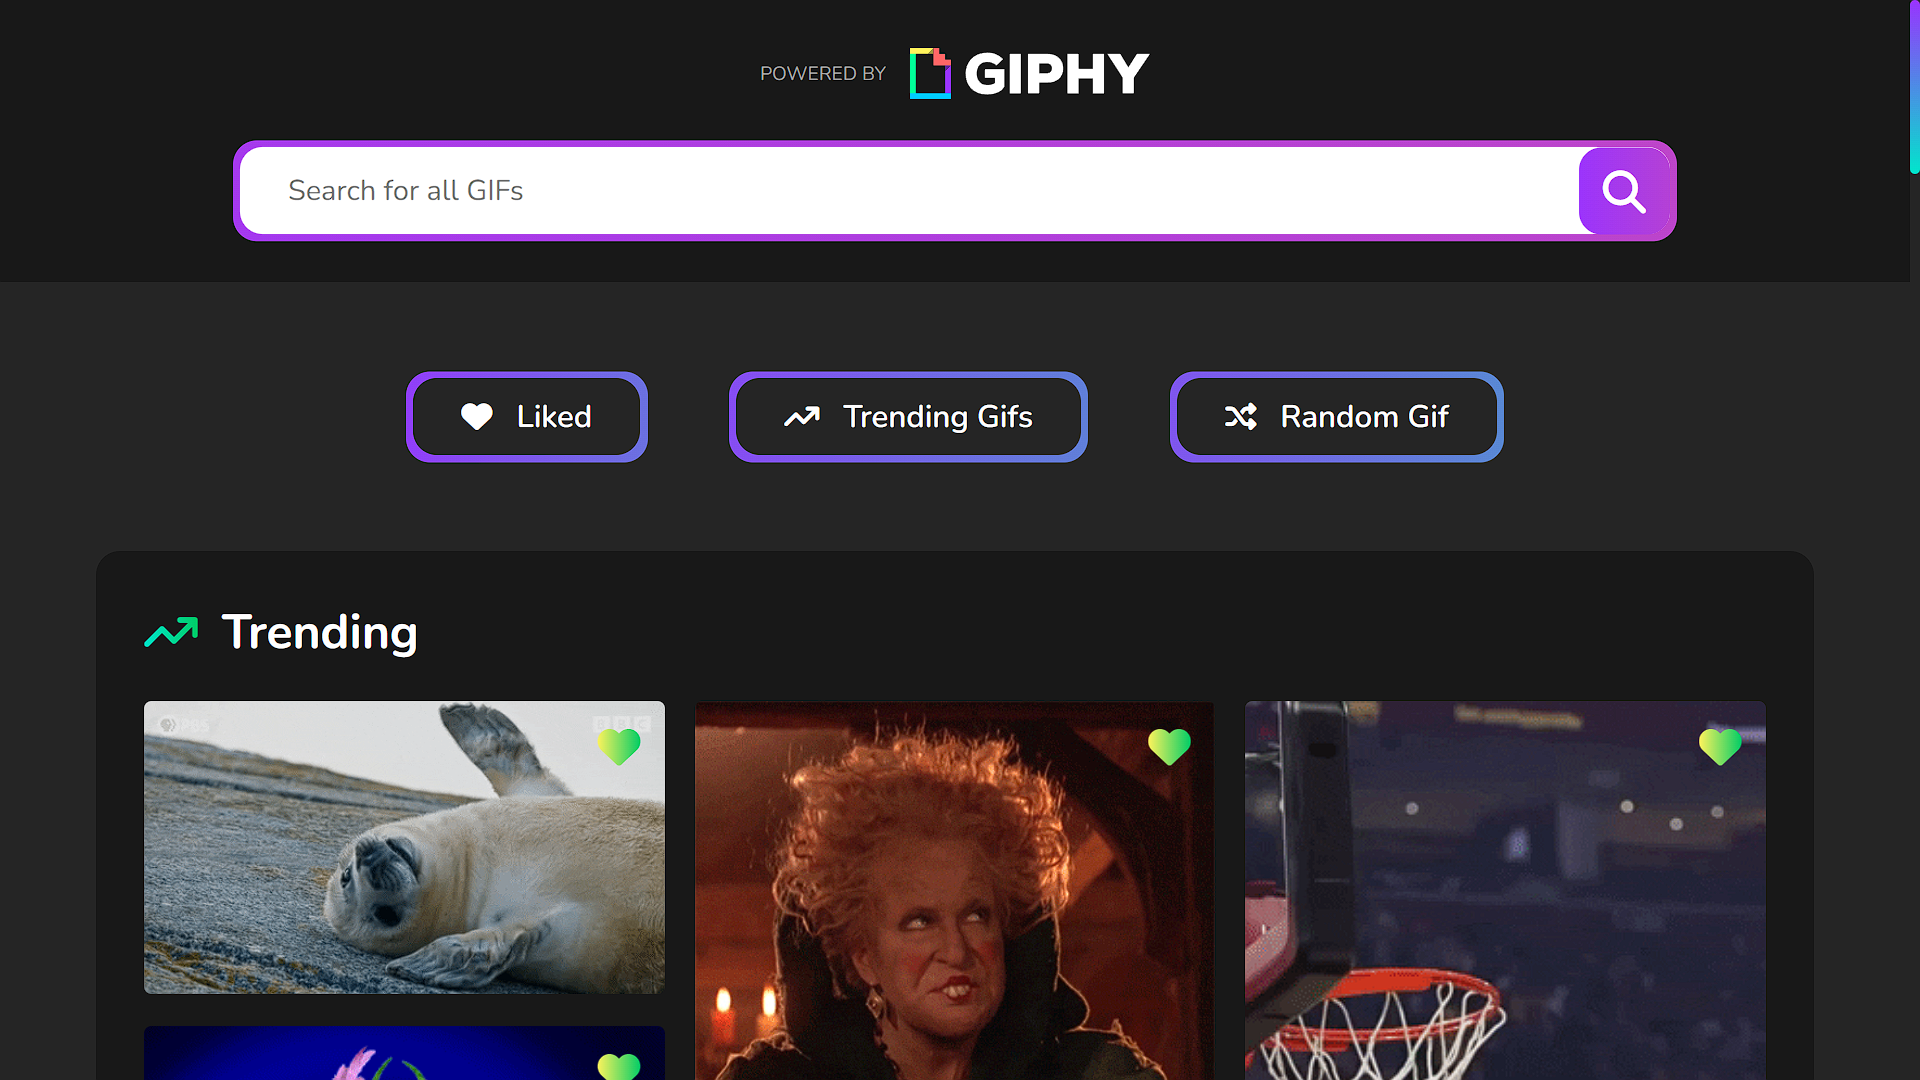 POWERED BY GIPHY
Search for all GIFs
Liked
Trending Gifs
Random Gif
Trending
PBS
BBC